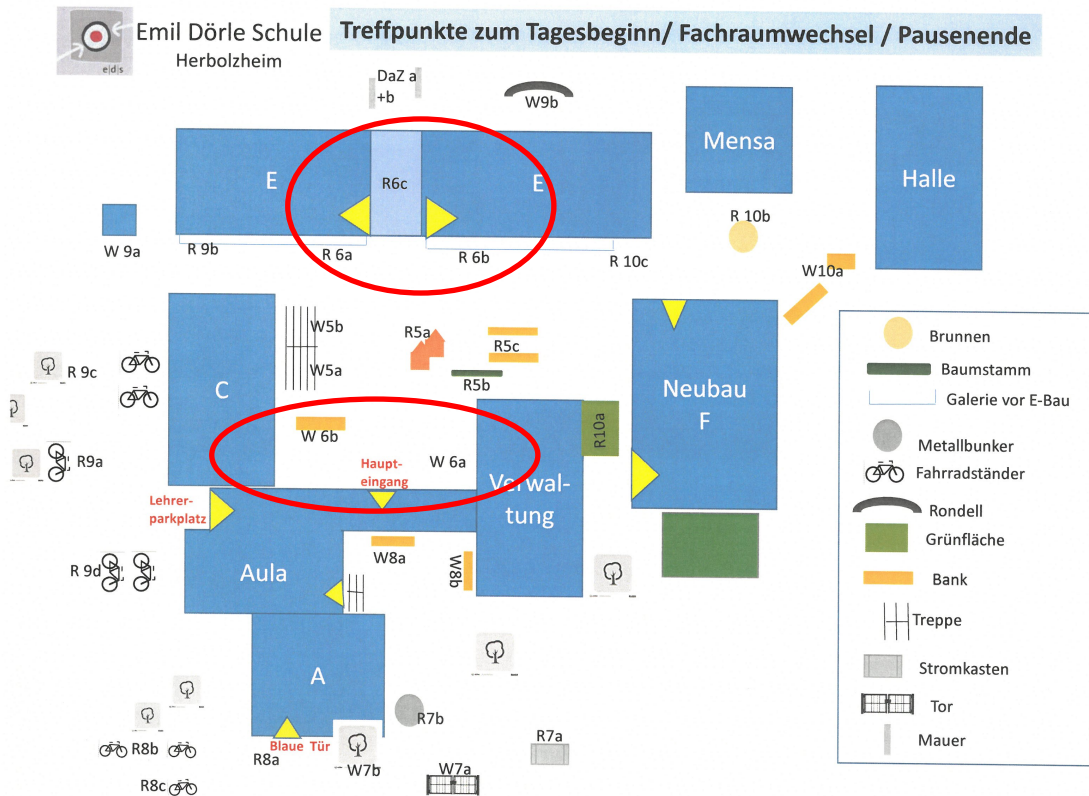 Emil Dörle Schule
Herbolzheim
e|d|s
Treffpunkte zum Tagesbeginn/ Fachraumwechsel / Pausenende
DaZ a
+b
W9b
E
R6c
E
Mensa
Halle
W 9a
R 9b
R 6a
R 6b
R 10c
R 10b
W10a
W5b
W5a
R5a
R5c
R5b
R 9c
C
W 6b
W 6a
Haupt-
eingang
R9a
Lehrer-
parkplatz
Verwal-
tung
R10a
Neubau
F
R 9d
Aula
W8a
W8b
A
R7b
R8b
Blaue Tür
R8a
W7b
W7a
R7a
R8c
Brunnen
Baumstamm
Galerie vor E-Bau
Metallbunker
Fahrradständer
Rondell
Grünfläche
Bank
Treppe
Stromkasten
Tor
Mauer